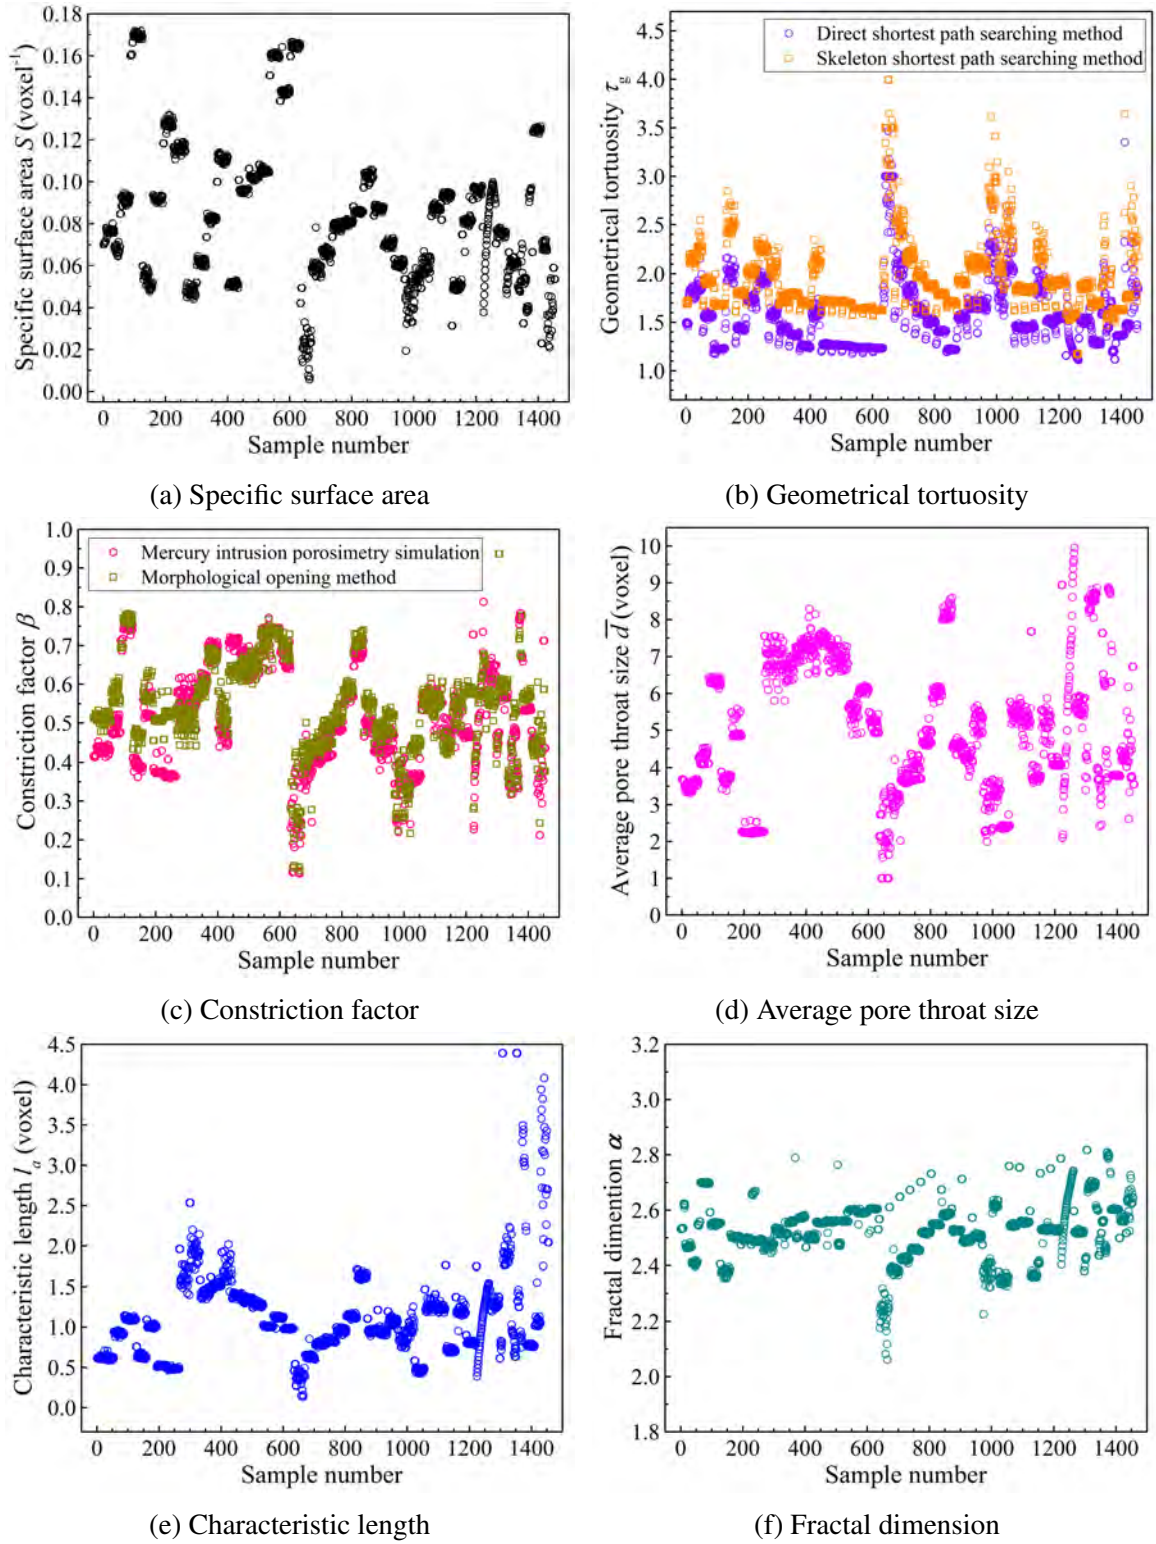 0.18
0.16
0.14
0.12
0.10
0.08
0.06
0.04
0.02
0.00
Specific surface area S (voxel⁻¹)
0 200 400 600 800 1000 1200 1400
Sample number
(a) Specific surface area
4.5
4.0
3.5
3.0
2.5
2.0
1.5
1.0
Geometrical tortuosity τg
Direct shortest path searching method
Skeleton shortest path searching method
0 200 400 600 800 1000 1200 1400
Sample number
(b) Geometrical tortuosity
1.0
0.9
0.8
0.7
0.6
0.5
0.4
0.3
0.2
0.1
0.0
Constriction factor β
Mercury intrusion porosimetry simulation
Morphological opening method
0 200 400 600 800 1000 1200 1400
Sample number
(c) Constriction factor
10
9
8
7
6
5
4
3
2
1
0
Average pore throat size d̅ (voxel)
0 200 400 600 800 1000 1200 1400
Sample number
(d) Average pore throat size
4.5
4.0
3.5
3.0
2.5
2.0
1.5
1.0
0.5
0.0
Characteristic length la (voxel)
0 200 400 600 800 1000 1200 1400
Sample number
(e) Characteristic length
3.2
3.0
2.8
2.6
2.4
2.2
2.0
1.8
Fractal dimention α
0 200 400 600 800 1000 1200 1400
Sample number
(f) Fractal dimension